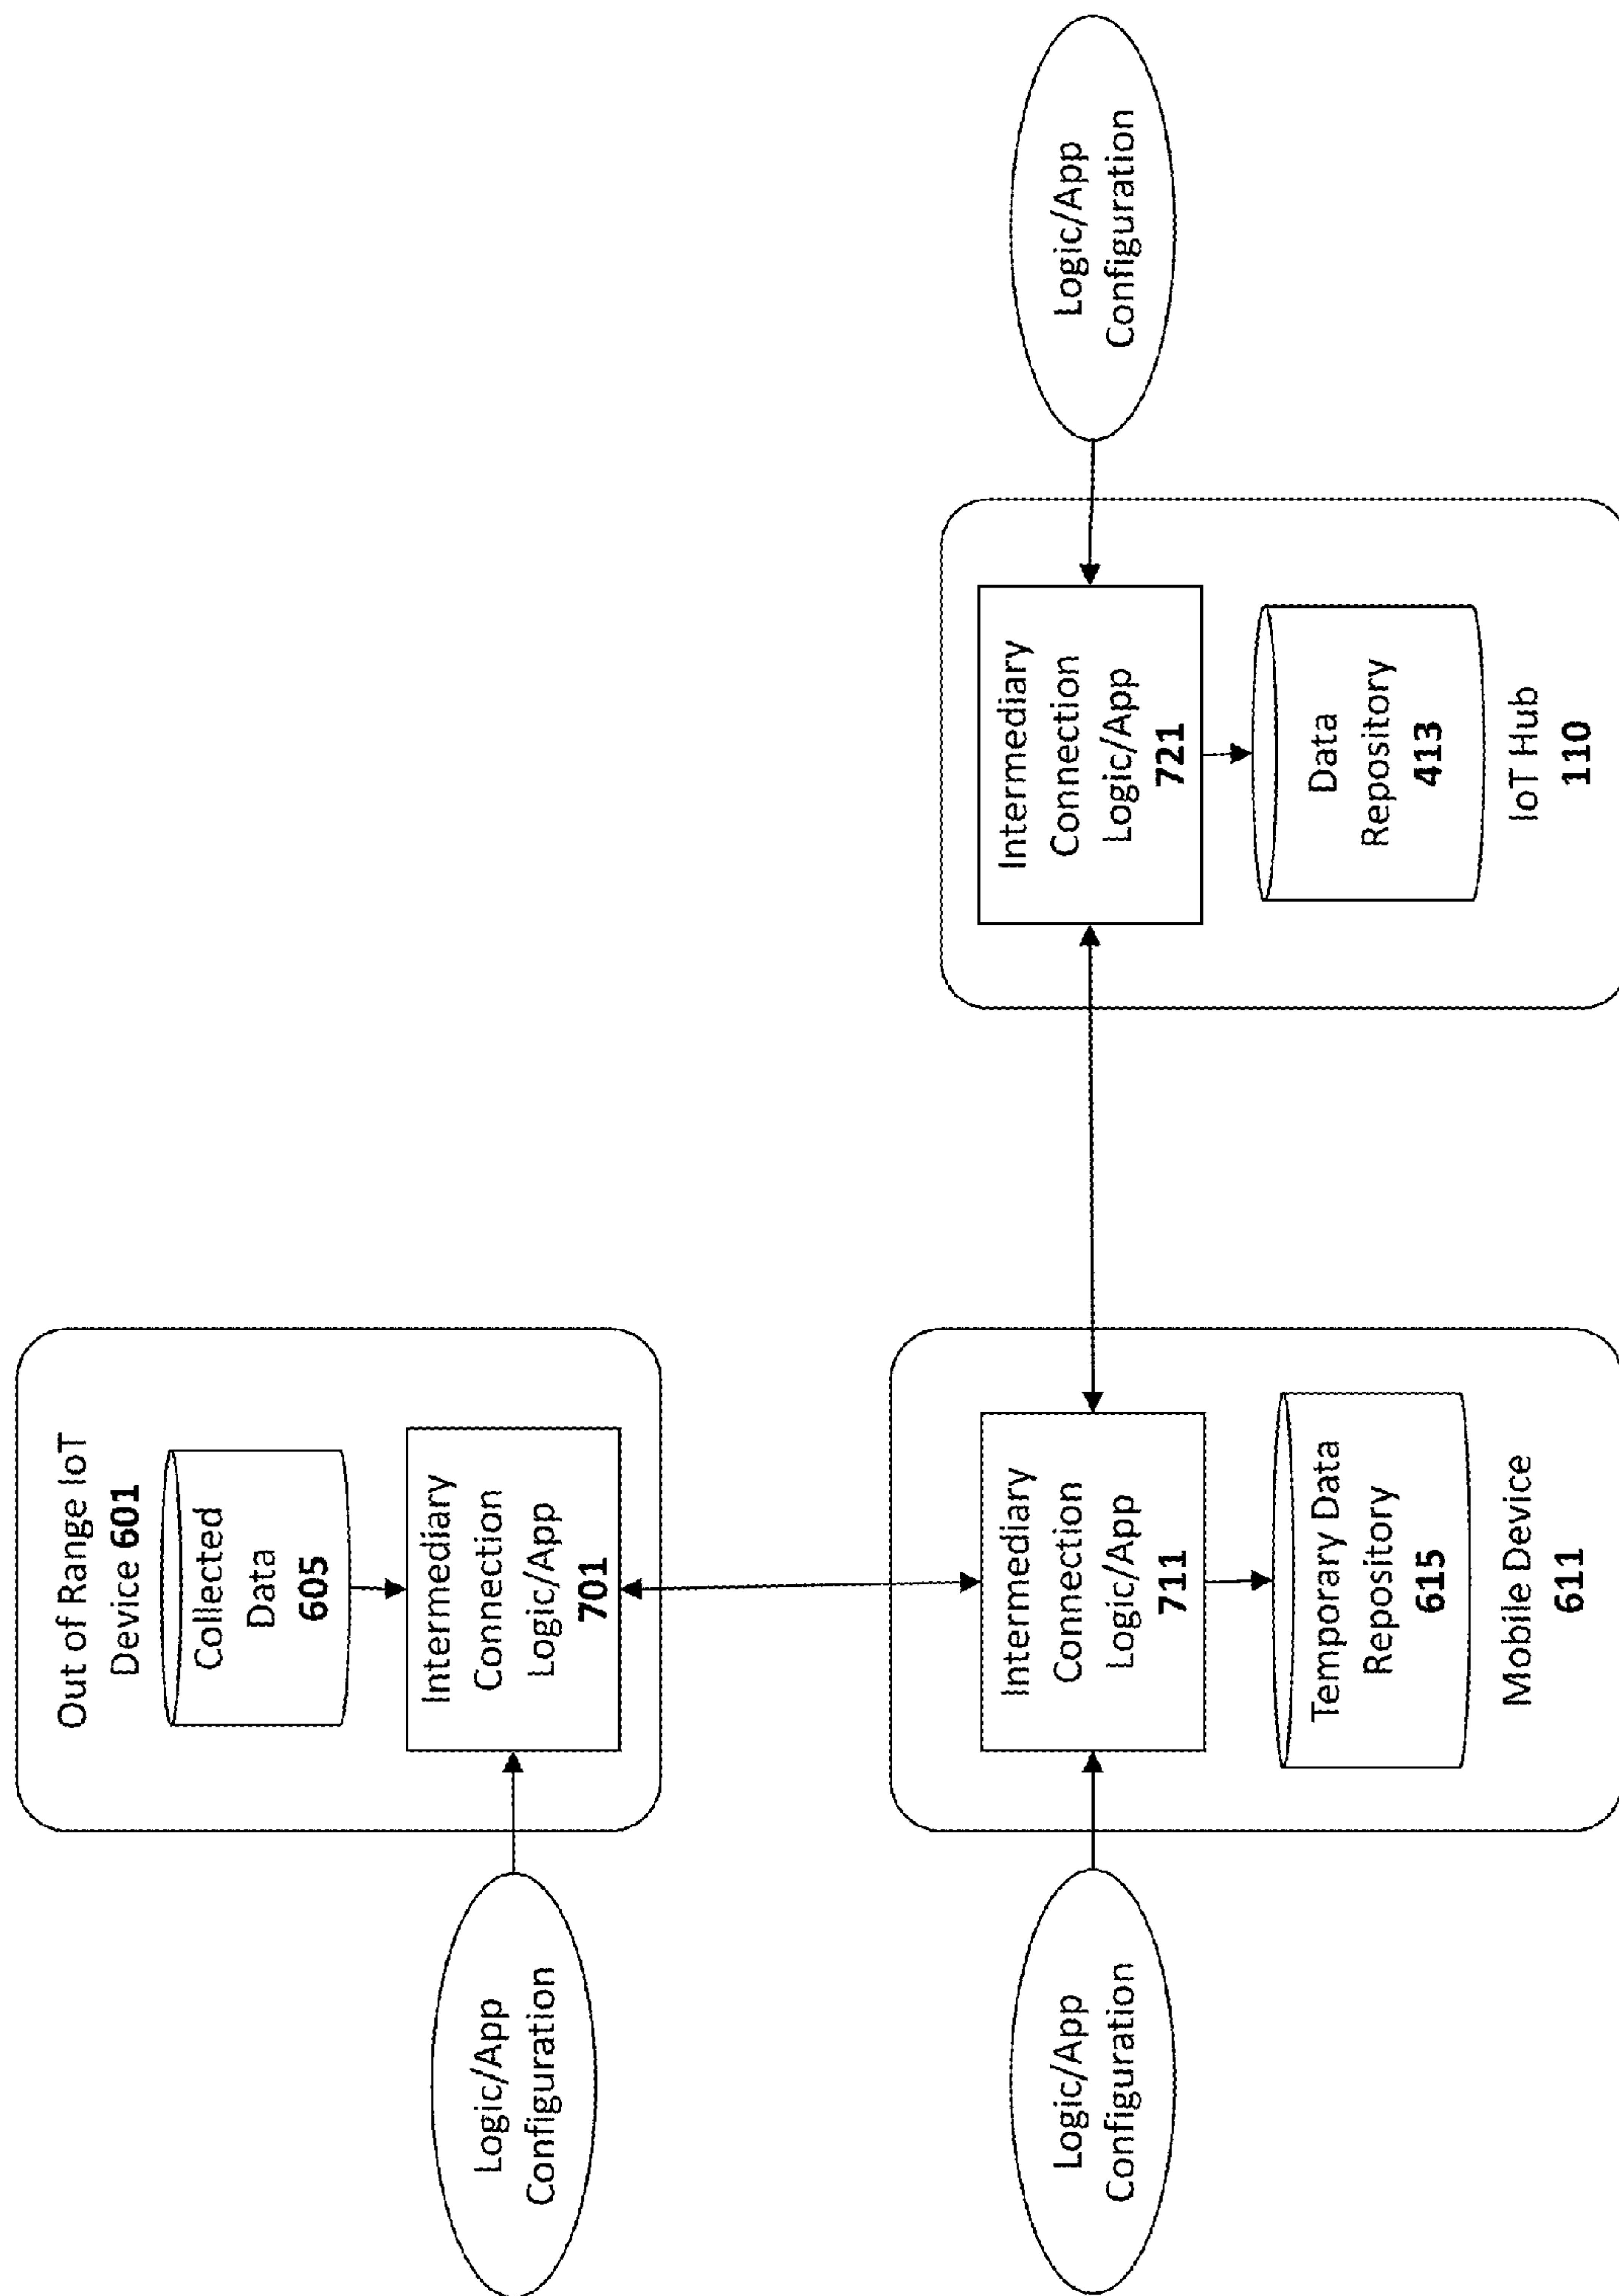 Out of Range IoT
Device 601
Collected
Data
605
Logic/App
Configuration
Intermediary
Connection
Logic/App
701
Logic/App
Configuration
Intermediary
Connection
Logic/App
711
Temporary Data
Repository
615
Mobile Device
611
Intermediary
Connection
Logic/App
721
Data
Repository
413
IoT Hub
110
Logic/App
Configuration